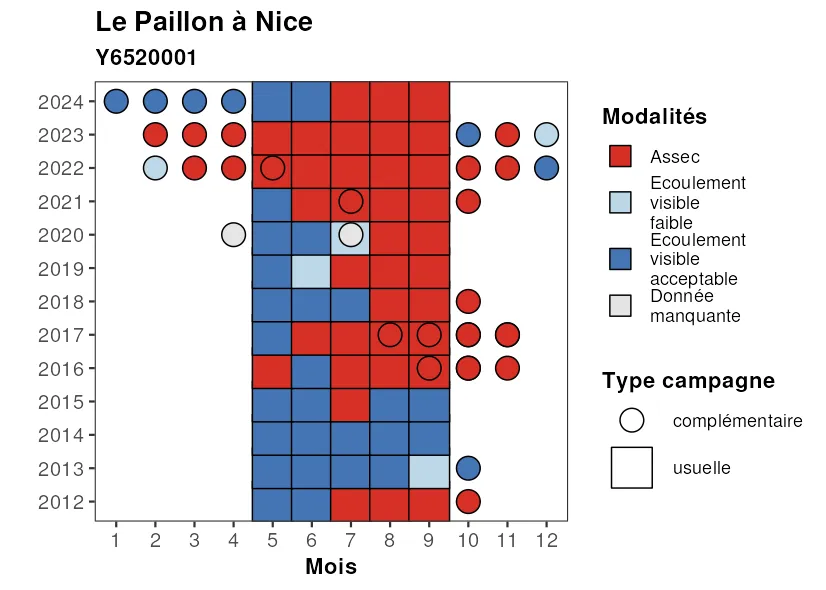 Le Paillon à Nice
Y6520001
2024
2023
2022
2021
2020
2019
2018
2017
2016
2015
2014
2013
2012
1 2 3 4 5 6 7 8 9 10 11 12
Mois
Modalités
Assec
Ecoulement
visible
faible
Ecoulement
visible
acceptable
Donnée
manquante
Type campagne
complémentaire
usuelle